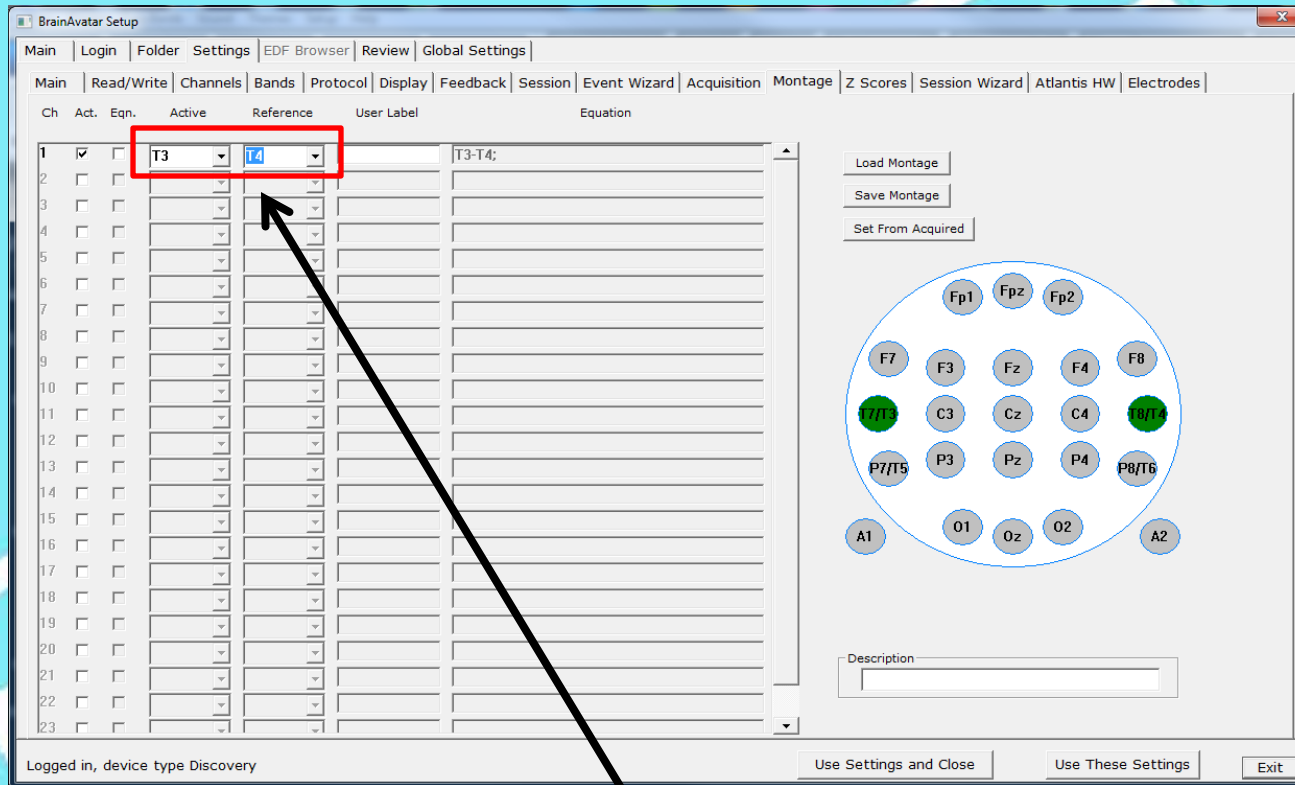 BrainAvatar Setup
Main Login Folder Settings EDF Browser Review Global Settings
Main Read/Write Channels Bands Protocol Display Feedback Session Event Wizard Acquisition Montage Z Scores Session Wizard Atlantis HW Electrodes
Ch Act. Eqn. Active Reference User Label Equation
1 T3 T4 T3-T4;
2
3
4
5
6
7
8
9
10
11
12
13
14
15
16
17
18
19
20
21
22
23
Load Montage
Save Montage
Set From Acquired
Fp1 Fpz Fp2
F7 F3 Fz F4 F8
T7/T3 C3 Cz C4 T8/T4
P7/T5 P3 Pz P4 P8/T6
A1 O1 Oz O2 A2
Description
Logged in, device type Discovery
Use Settings and Close
Use These Settings
Exit